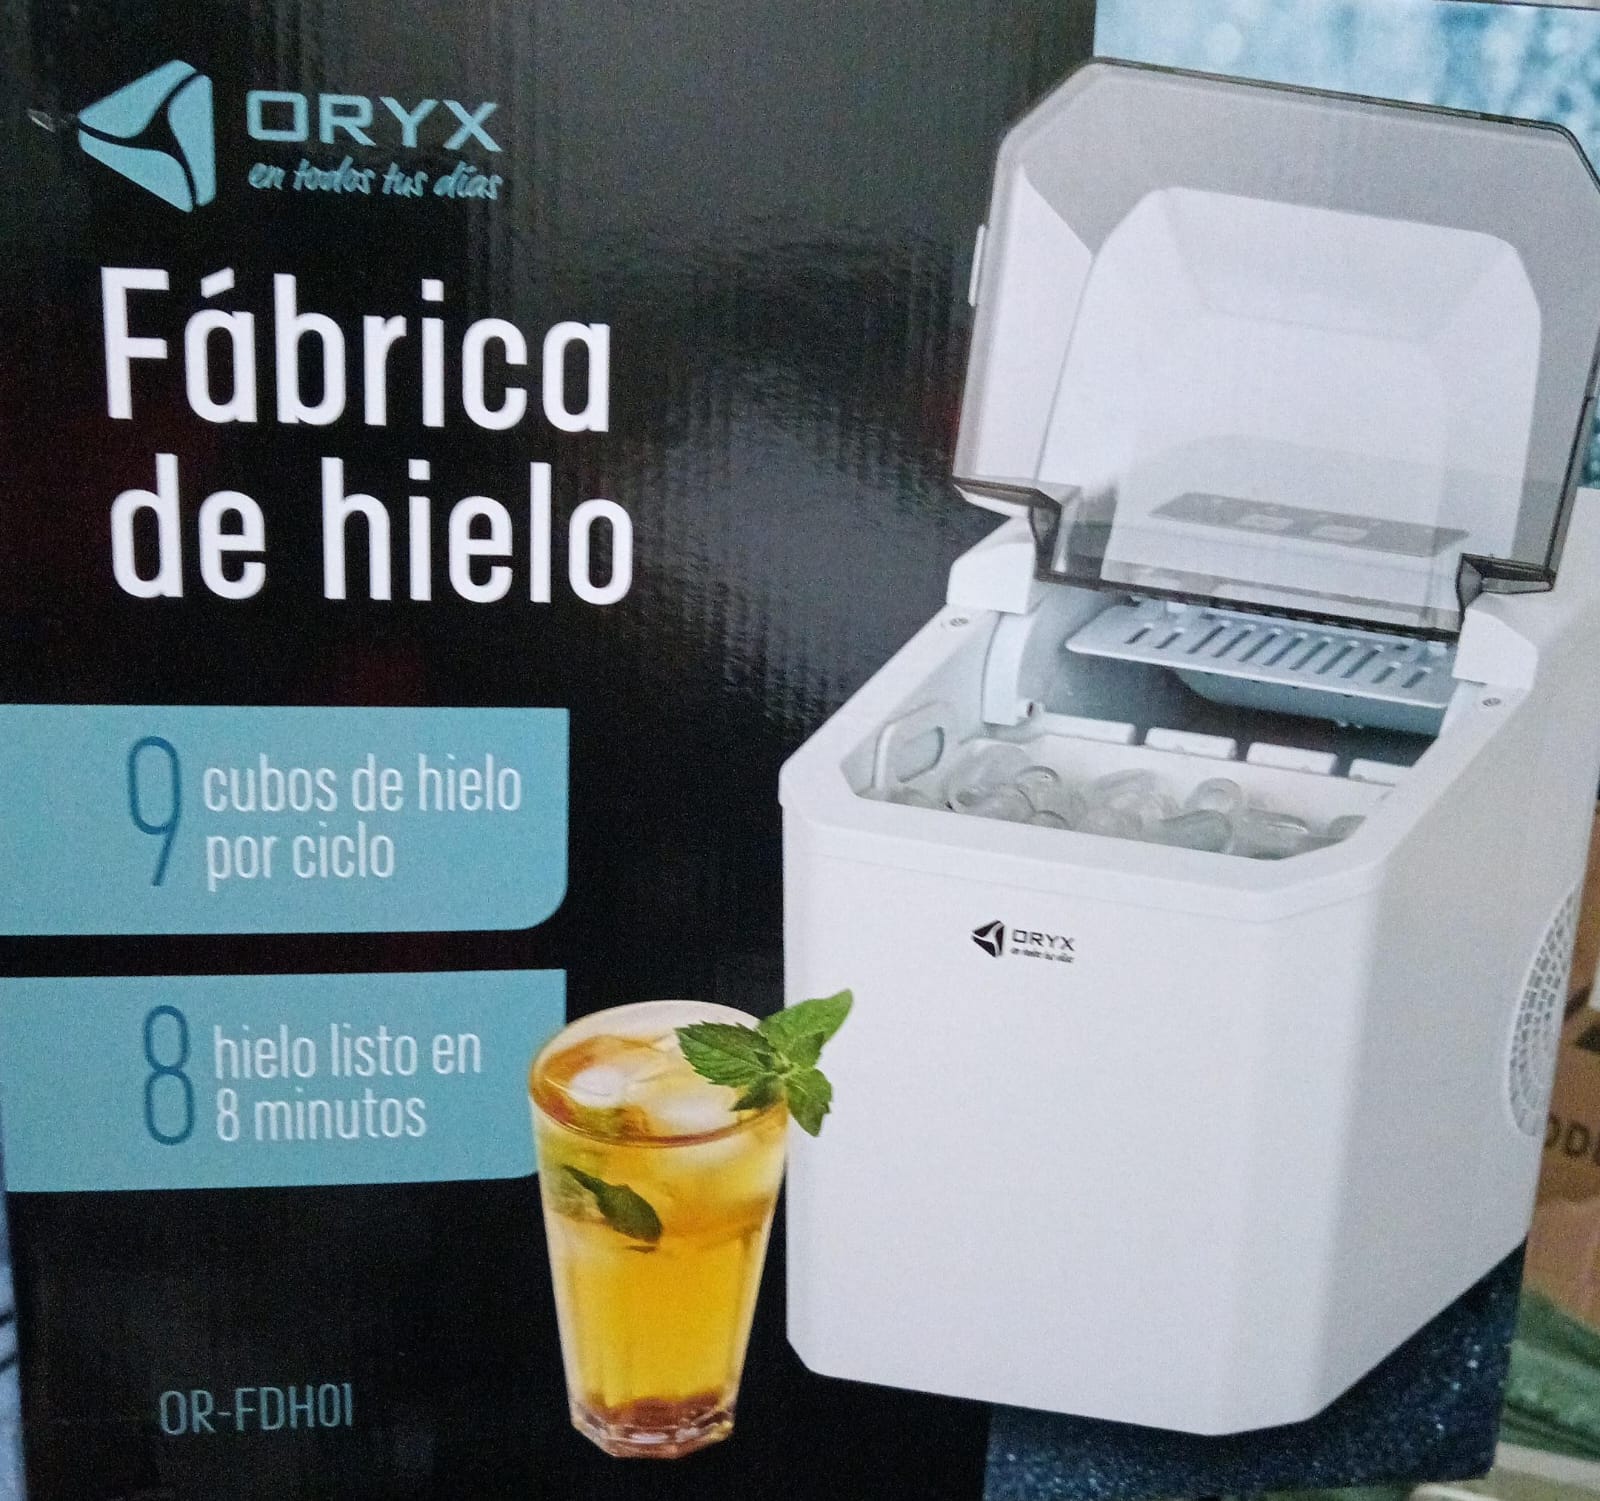 ORYX
en todos tus días
Fábrica
de hielo
9 cubos de hielo
por ciclo
8 hielo listo en
8 minutos
OR-FDH01
ORYX